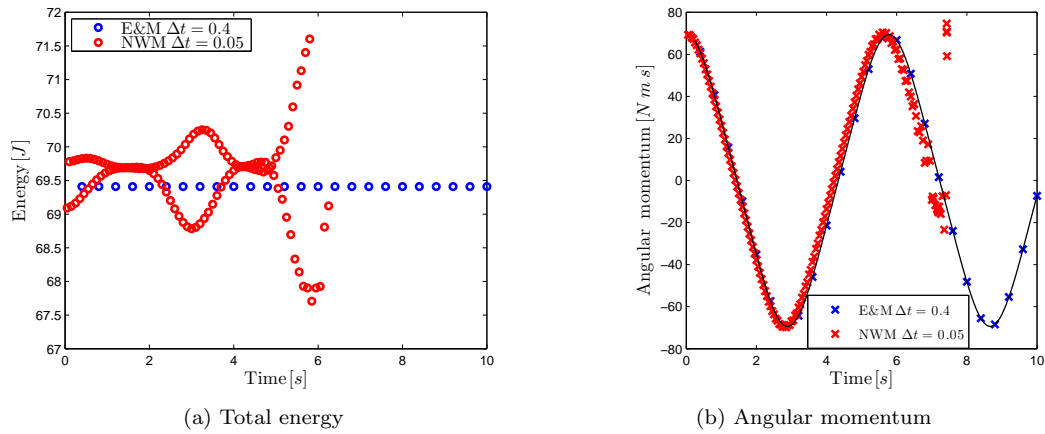 E&M Δt = 0.4
NWM Δt = 0.05
72
71.5
71
70.5
70
69.5
69
68.5
68
67.5
67
Energy [J]
0 2 4 6 8 10
Time [s]
(a) Total energy
80
60
40
20
0
−20
−40
−60
−80
Angular momentum [N m s]
E&M Δt = 0.4
NWM Δt = 0.05
0 2 4 6 8 10
Time [s]
(b) Angular momentum